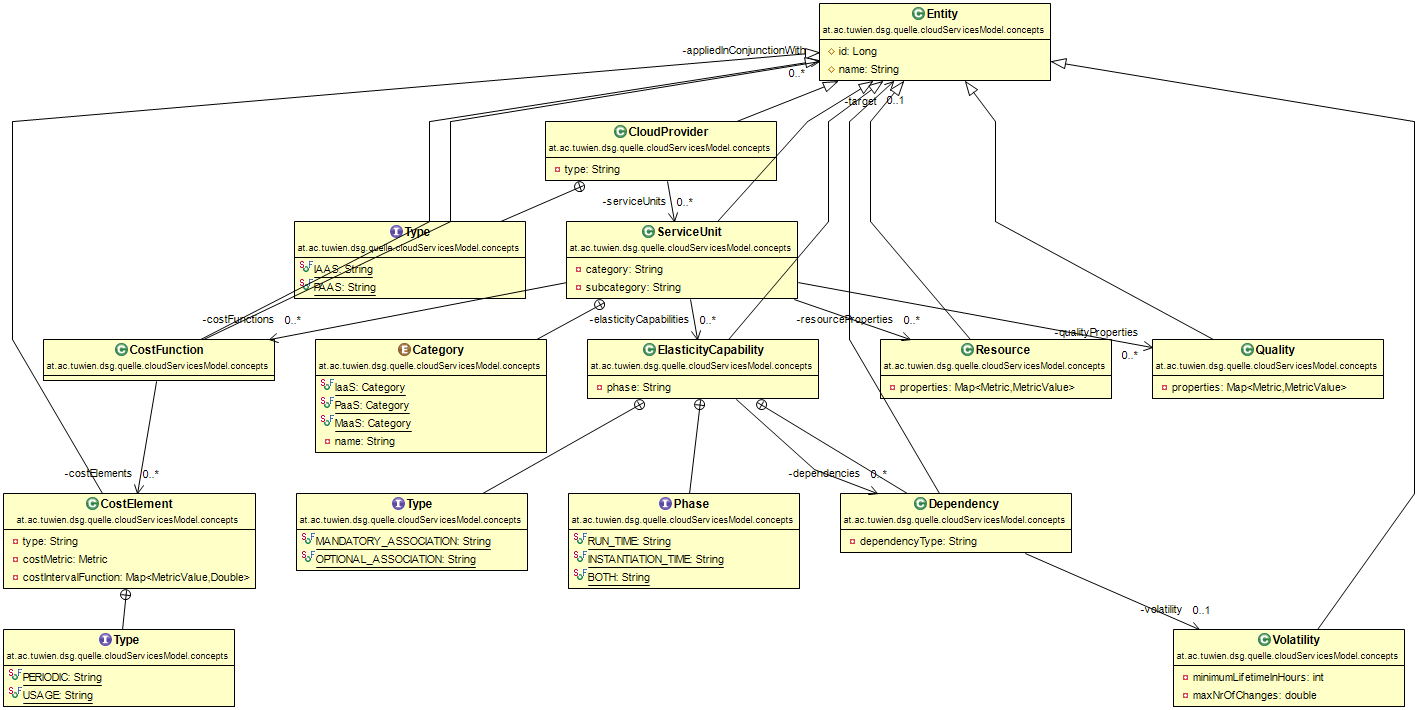 Entity
at.ac.tuwien.dsg.quelle.cloudServicesModel.concepts
id: Long
name: String
-appliedInConjunctionWith
0..*
-target
0..1
CloudProvider
at.ac.tuwien.dsg.quelle.cloudServicesModel.concepts
type: String
-serviceUnits
0..*
Type
at.ac.tuwien.dsg.quelle.cloudServicesModel.concepts
IAAS: String
PAAS: String
ServiceUnit
at.ac.tuwien.dsg.quelle.cloudServicesModel.concepts
category: String
subcategory: String
-costFunctions
0..*
-elasticityCapabilities
0..*
-resourceProperties
0..*
-qualityProperties
0..*
CostFunction
at.ac.tuwien.dsg.quelle.cloudServicesModel.concepts
Category
at.ac.tuwien.dsg.quelle.cloudServicesModel.concepts
IaaS: Category
PaaS: Category
MaaS: Category
name: String
ElasticityCapability
at.ac.tuwien.dsg.quelle.cloudServicesModel.concepts
phase: String
Resource
at.ac.tuwien.dsg.quelle.cloudServicesModel.concepts
properties: Map<Metric,MetricValue>
Quality
at.ac.tuwien.dsg.quelle.cloudServicesModel.concepts
properties: Map<Metric,MetricValue>
-costElements
0..*
-dependencies
0..*
CostElement
at.ac.tuwien.dsg.quelle.cloudServicesModel.concepts
type: String
costMetric: Metric
costIntervalFunction: Map<MetricValue,Double>
Type
at.ac.tuwien.dsg.quelle.cloudServicesModel.concepts
MANDATORY_ASSOCIATION: String
OPTIONAL_ASSOCIATION: String
Phase
at.ac.tuwien.dsg.quelle.cloudServicesModel.concepts
RUN_TIME: String
INSTANTIATION_TIME: String
BOTH: String
Dependency
at.ac.tuwien.dsg.quelle.cloudServicesModel.concepts
dependencyType: String
-volatility
0..1
Type
at.ac.tuwien.dsg.quelle.cloudServicesModel.concepts
PERIODIC: String
USAGE: String
Volatility
at.ac.tuwien.dsg.quelle.cloudServicesModel.concepts
minimumLifetimeInHours: int
maxNrOfChanges: double